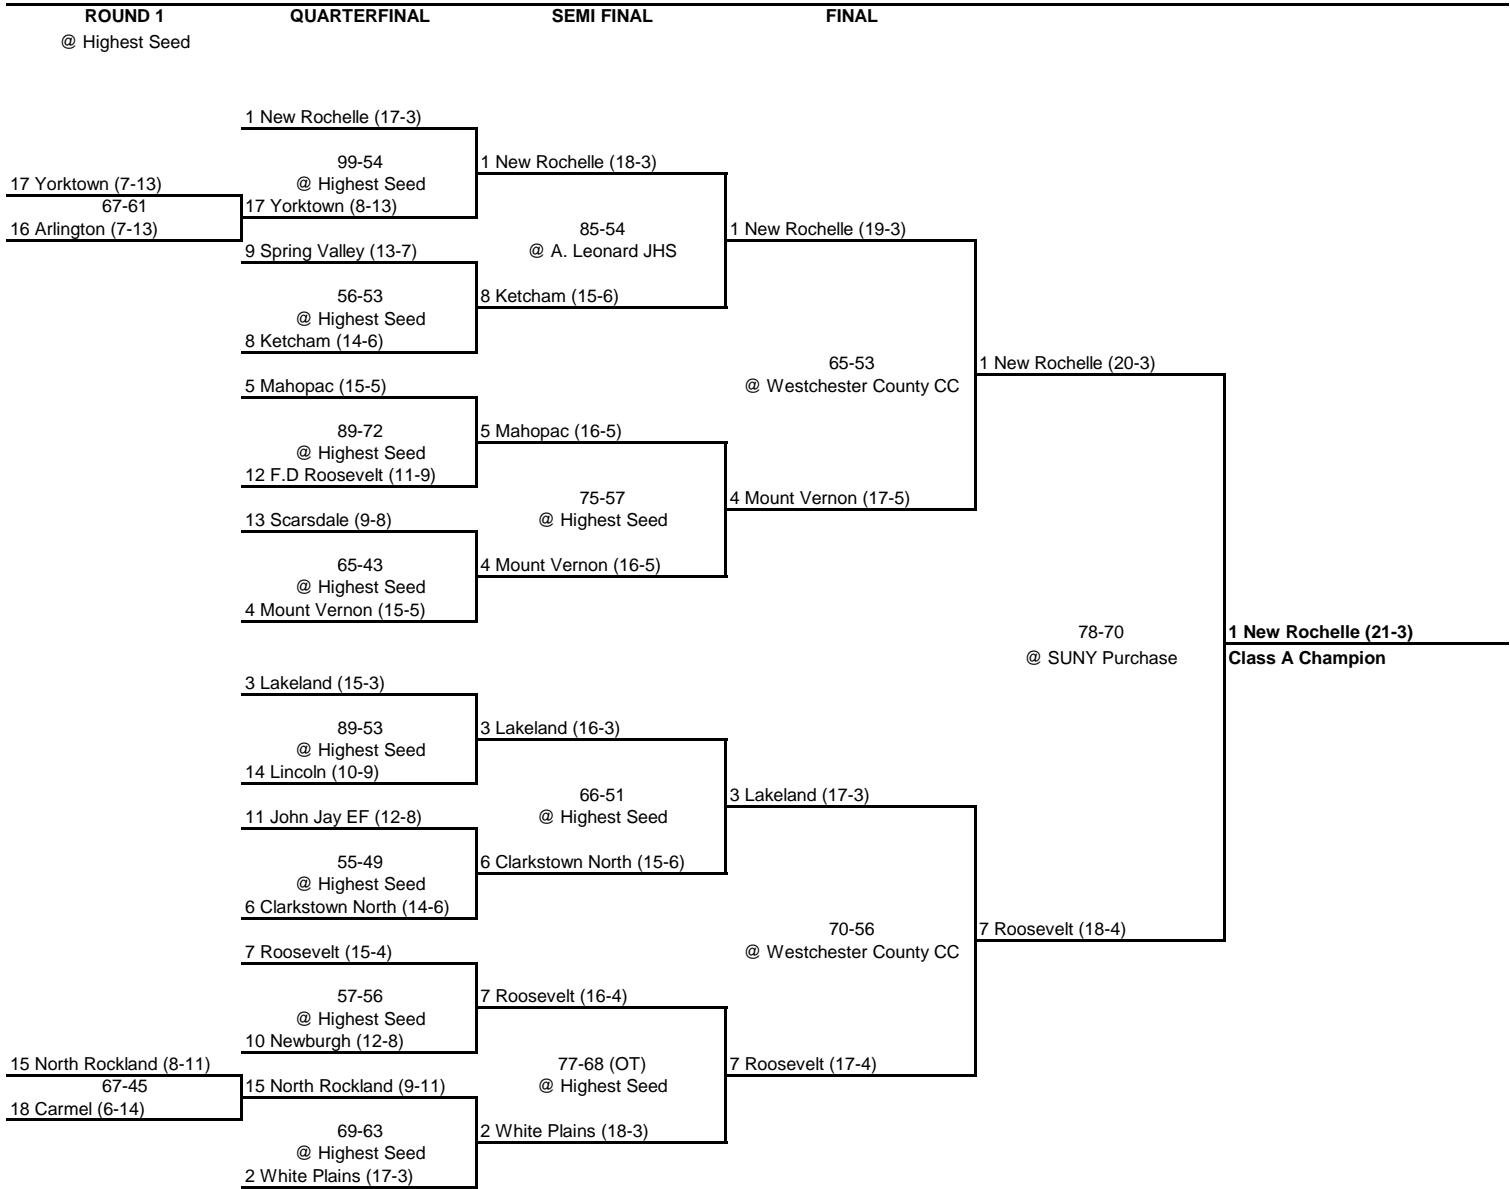 ROUND 1 QUARTERFINAL SEMI FINAL FINAL
@ Highest Seed
1 New Rochelle (17-3)
99-54 1 New Rochelle (18-3)
17 Yorktown (7-13) @ Highest Seed
67-61 17 Yorktown (8-13)
16 Arlington (7-13) 85-54 1 New Rochelle (19-3)
9 Spring Valley (13-7) @ A. Leonard JHS
56-53 8 Ketcham (15-6)
@ Highest Seed
8 Ketcham (14-6)
65-53 1 New Rochelle (20-3)
5 Mahopac (15-5) @ Westchester County CC
89-72 5 Mahopac (16-5)
@ Highest Seed
12 F.D Roosevelt (11-9)
75-57 4 Mount Vernon (17-5)
13 Scarsdale (9-8) @ Highest Seed
65-43 4 Mount Vernon (16-5)
@ Highest Seed
4 Mount Vernon (15-5)
78-70 1 New Rochelle (21-3)
@ SUNY Purchase Class A Champion
3 Lakeland (15-3)
89-53 3 Lakeland (16-3)
@ Highest Seed
14 Lincoln (10-9)
66-51 3 Lakeland (17-3)
11 John Jay EF (12-8) @ Highest Seed
55-49 6 Clarkstown North (15-6)
@ Highest Seed
6 Clarkstown North (14-6)
70-56 7 Roosevelt (18-4)
7 Roosevelt (15-4) @ Westchester County CC
57-56 7 Roosevelt (16-4)
@ Highest Seed
10 Newburgh (12-8)
15 North Rockland (8-11) 77-68 (OT) 7 Roosevelt (17-4)
67-45 15 North Rockland (9-11) @ Highest Seed
18 Carmel (6-14)
69-63 2 White Plains (18-3)
@ Highest Seed
2 White Plains (17-3)